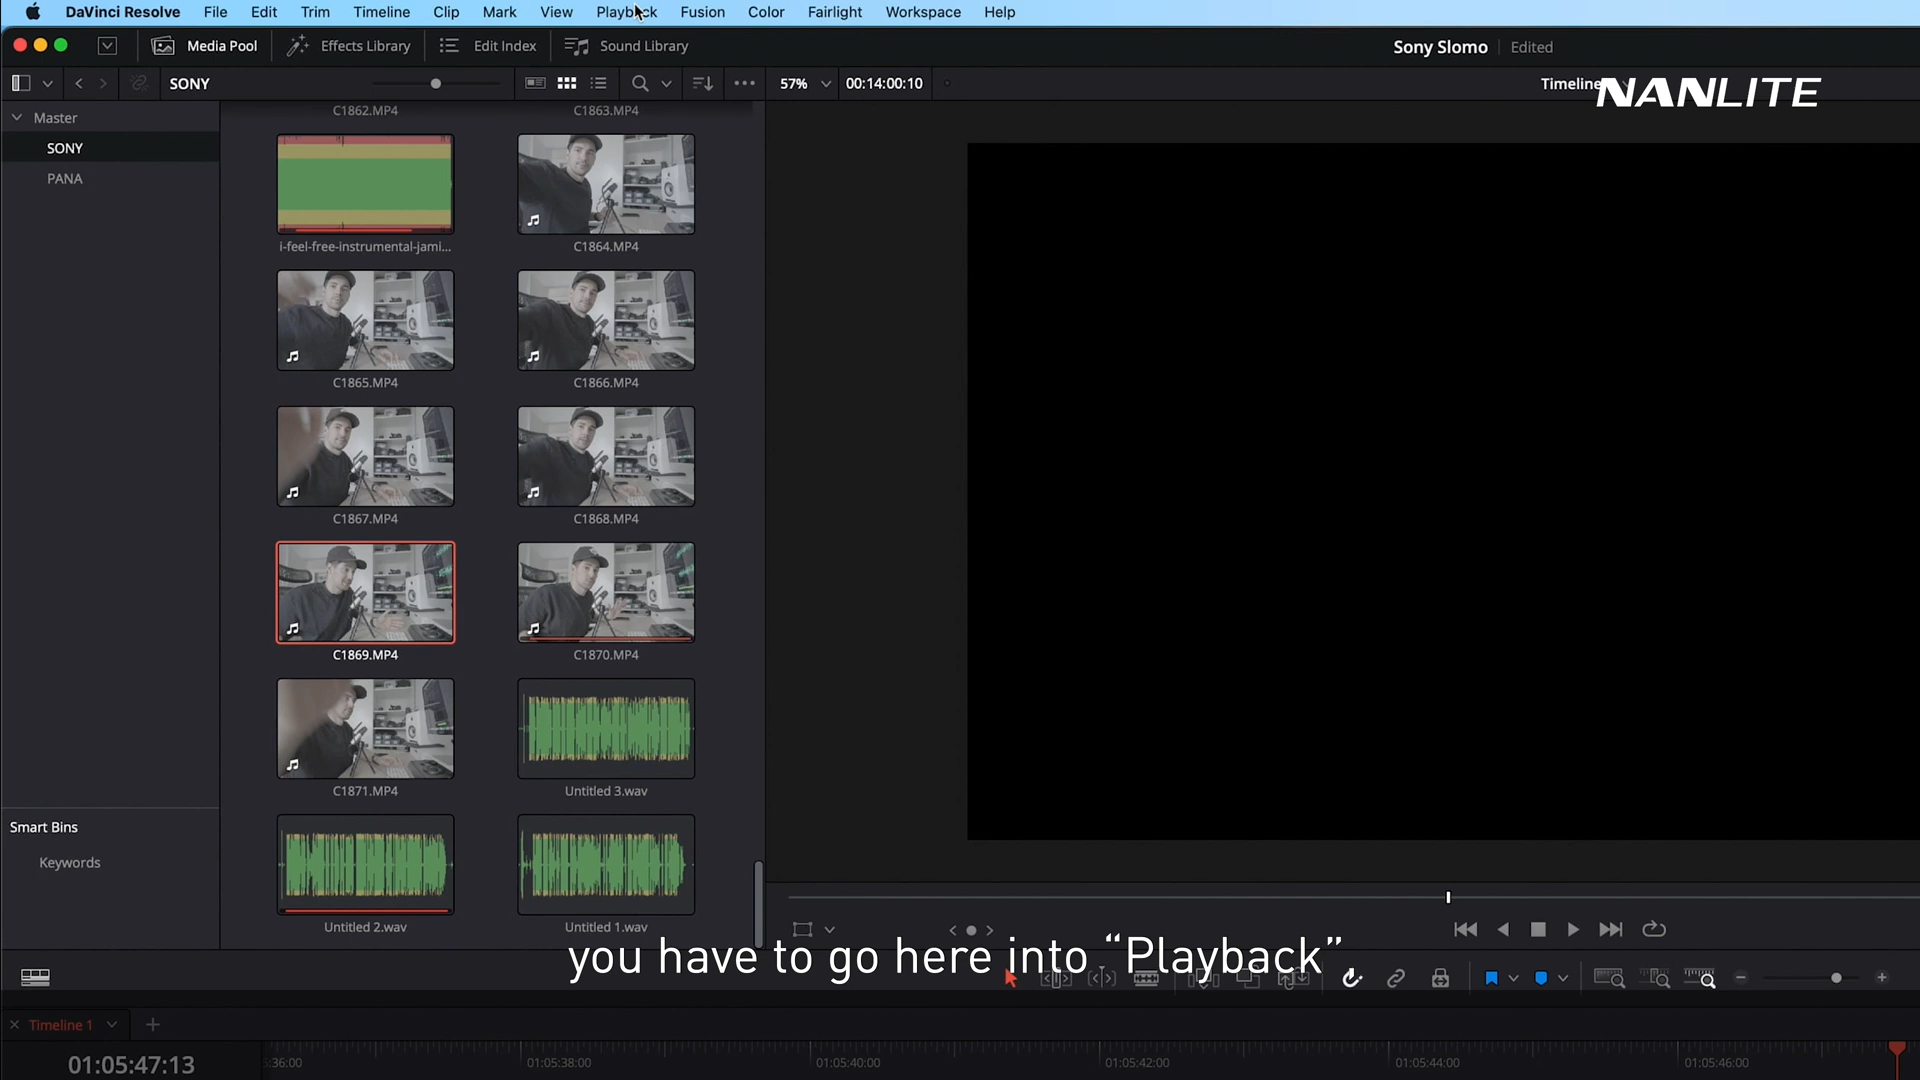 DaVinci Resolve File Edit Trim Timeline Clip Mark View Playback Fusion Color Fairlight Workspace Help
Media Pool Effects Library Edit Index Sound Library Sony Slomo Edited
SONY 57% 00:14:00:10 Timeline
NANLITE
Master
SONY
PANA
C1862.MP4 C1863.MP4
i-feel-free-instrumental-jami... C1864.MP4
C1865.MP4 C1866.MP4
C1867.MP4 C1868.MP4
C1869.MP4 C1870.MP4
C1871.MP4 Untitled 3.wav
Smart Bins
Keywords
Untitled 2.wav Untitled 1.wav
you have to go here into “Playback”
Timeline 1
01:05:47:13 :36:00 01:05:38:00 01:05:40:00 01:05:42:00 01:05:44:00 01:05:46:00